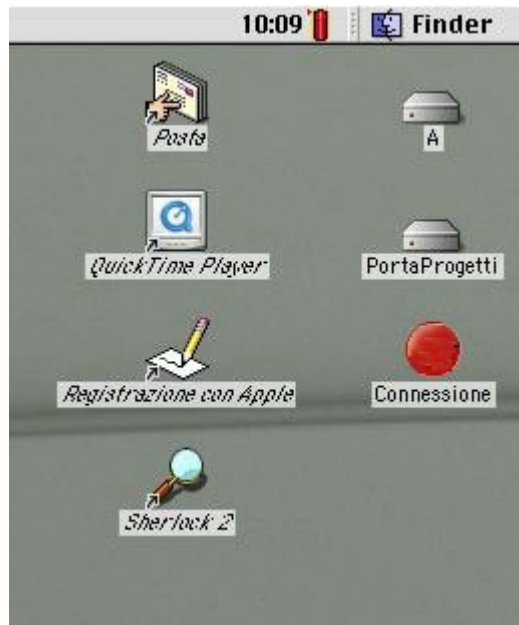 10:09 Finder
Posta
A
QuickTime Player
PortaProgetti
Registrazione con Apple
Connessione
Sherlock 2